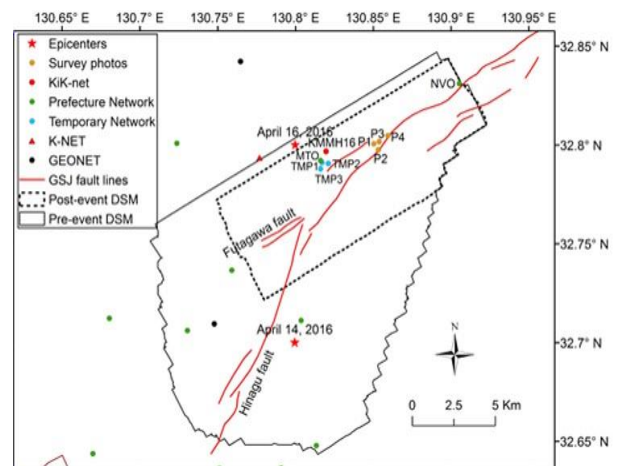 130.65° 130.7° 130.75° 130.8° 130.85° 130.9° 130.95° E
Epicenters
Survey photos
KiK-net
Prefecture Network
Temporary Network
K-NET
GEONET
GSJ fault lines
Post-event DSM
Pre-event DSM
32.85° N
NVO
April 16, 2016
P3
KMMH16 P1 P4
MTO
P2
TMP1 TMP2
TMP3
32.8° N
Futagawa fault
32.75° N
April 14, 2016
32.7° N
N
Hinagu fault
0 2.5 5 Km
32.65° N